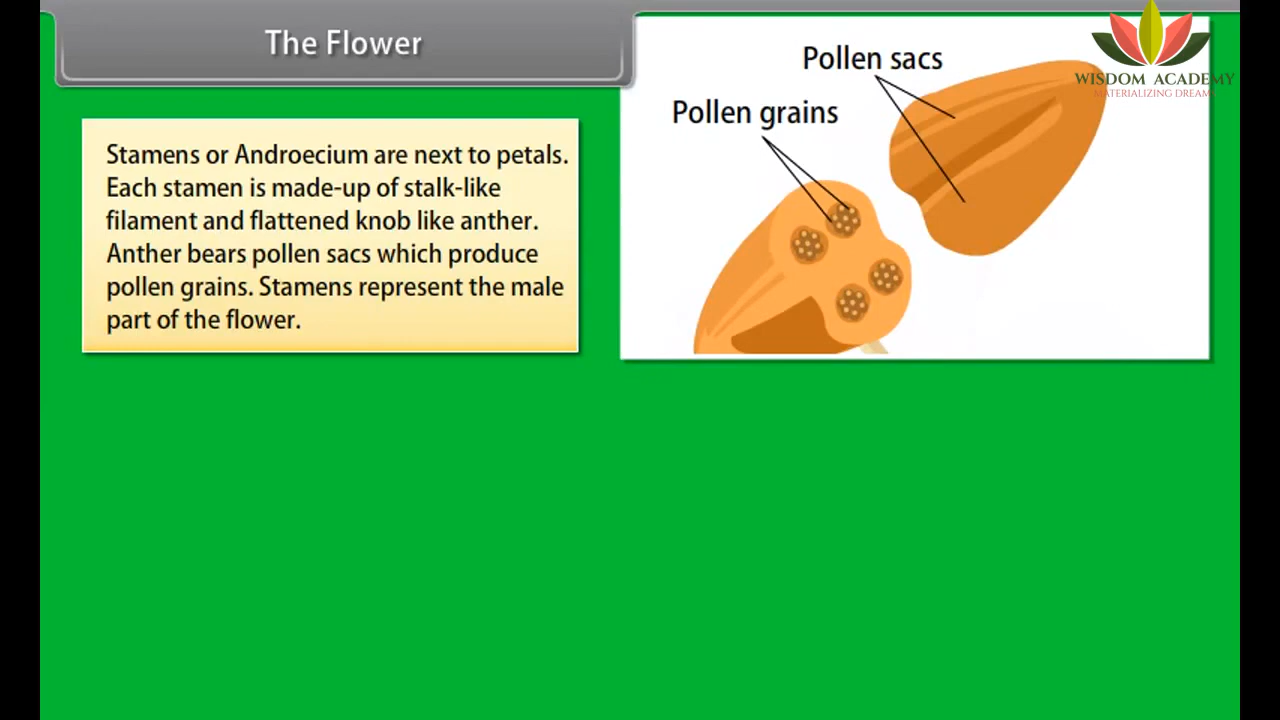 The Flower
Pollen sacs
WISDOM ACADEMY
MATERIALIZING DREAMS
Pollen grains
Stamens or Androecium are next to petals.
Each stamen is made-up of stalk-like
filament and flattened knob like anther.
Anther bears pollen sacs which produce
pollen grains. Stamens represent the male
part of the flower.